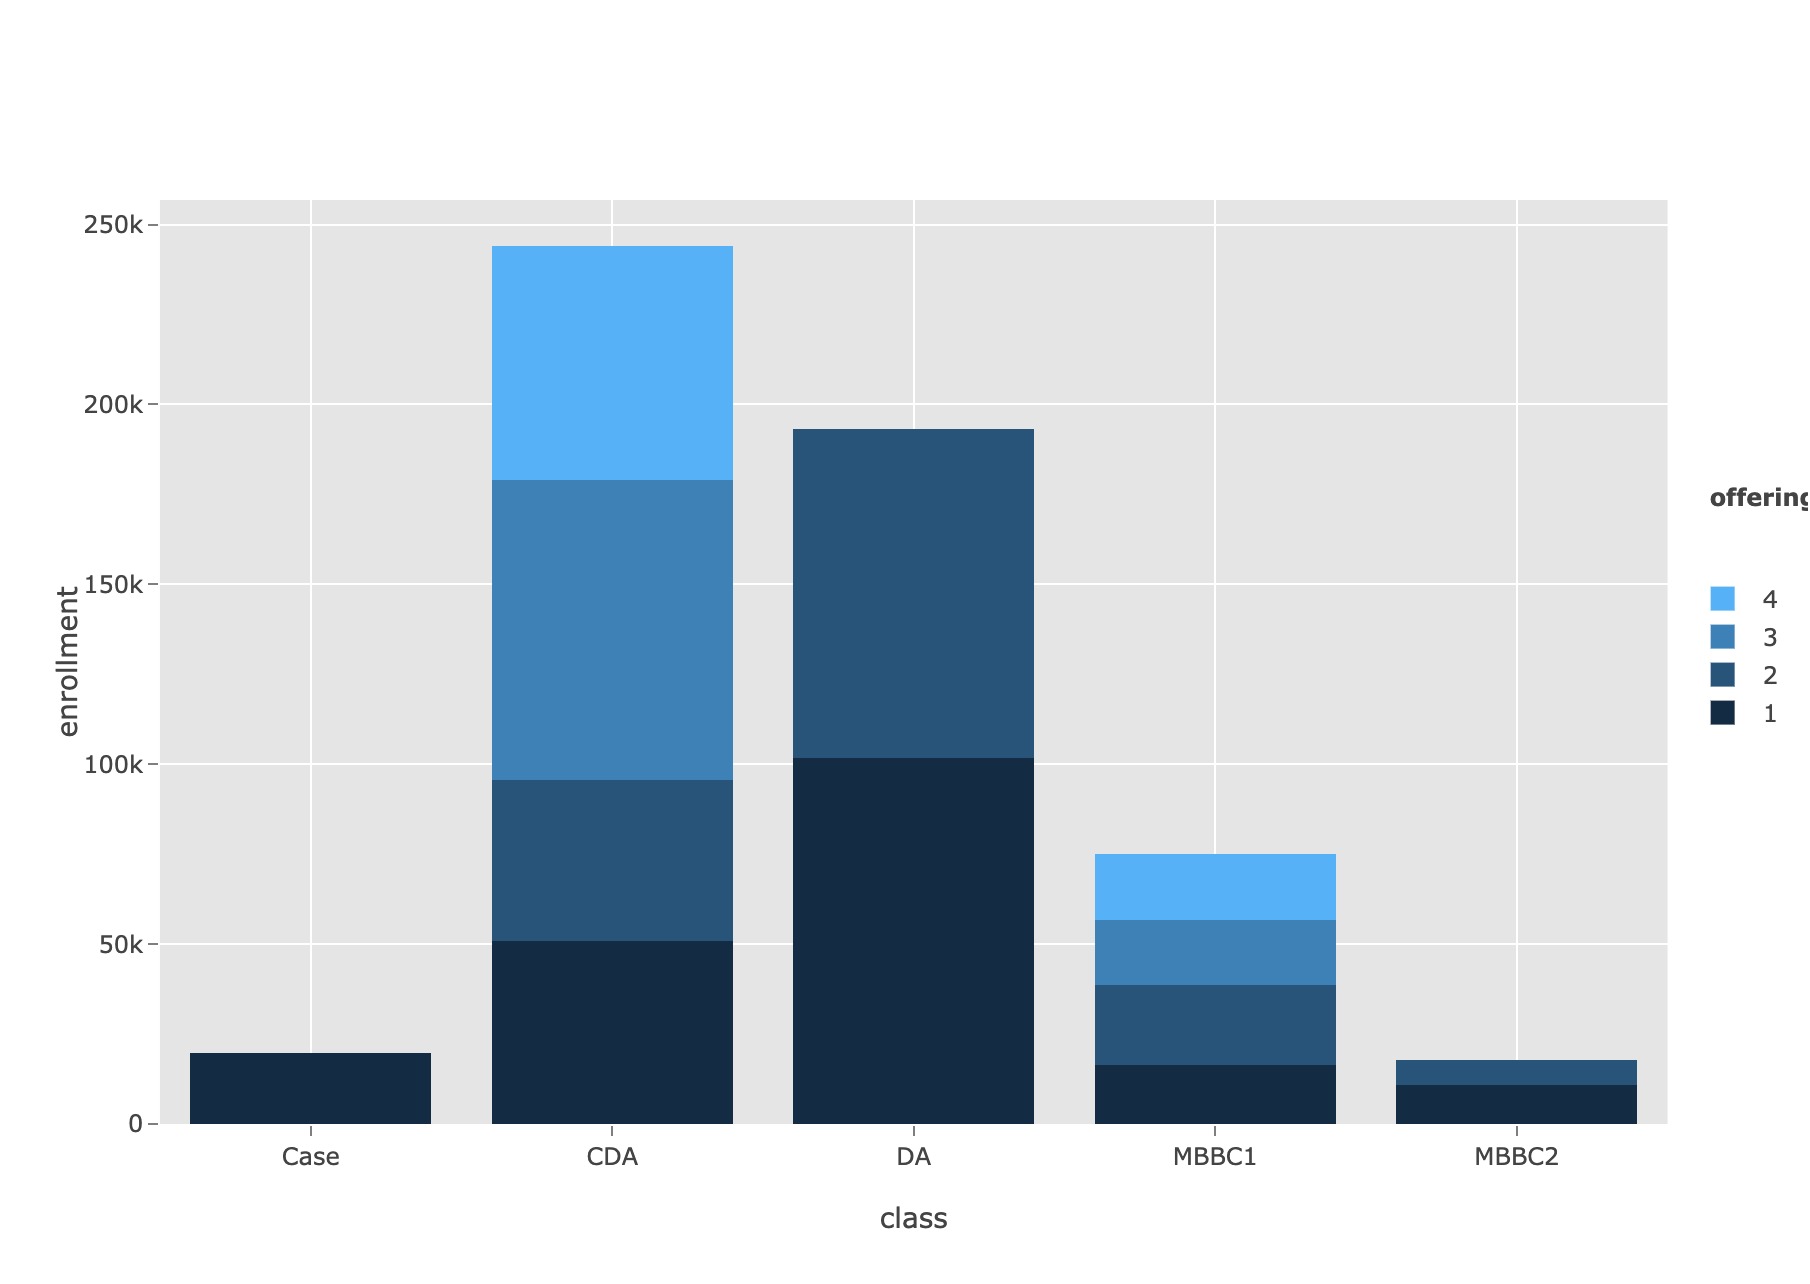 250k
200k
150k
100k
50k
0
enrollment
Case
CDA
DA
MBBC1
MBBC2
class
offering
4
3
2
1